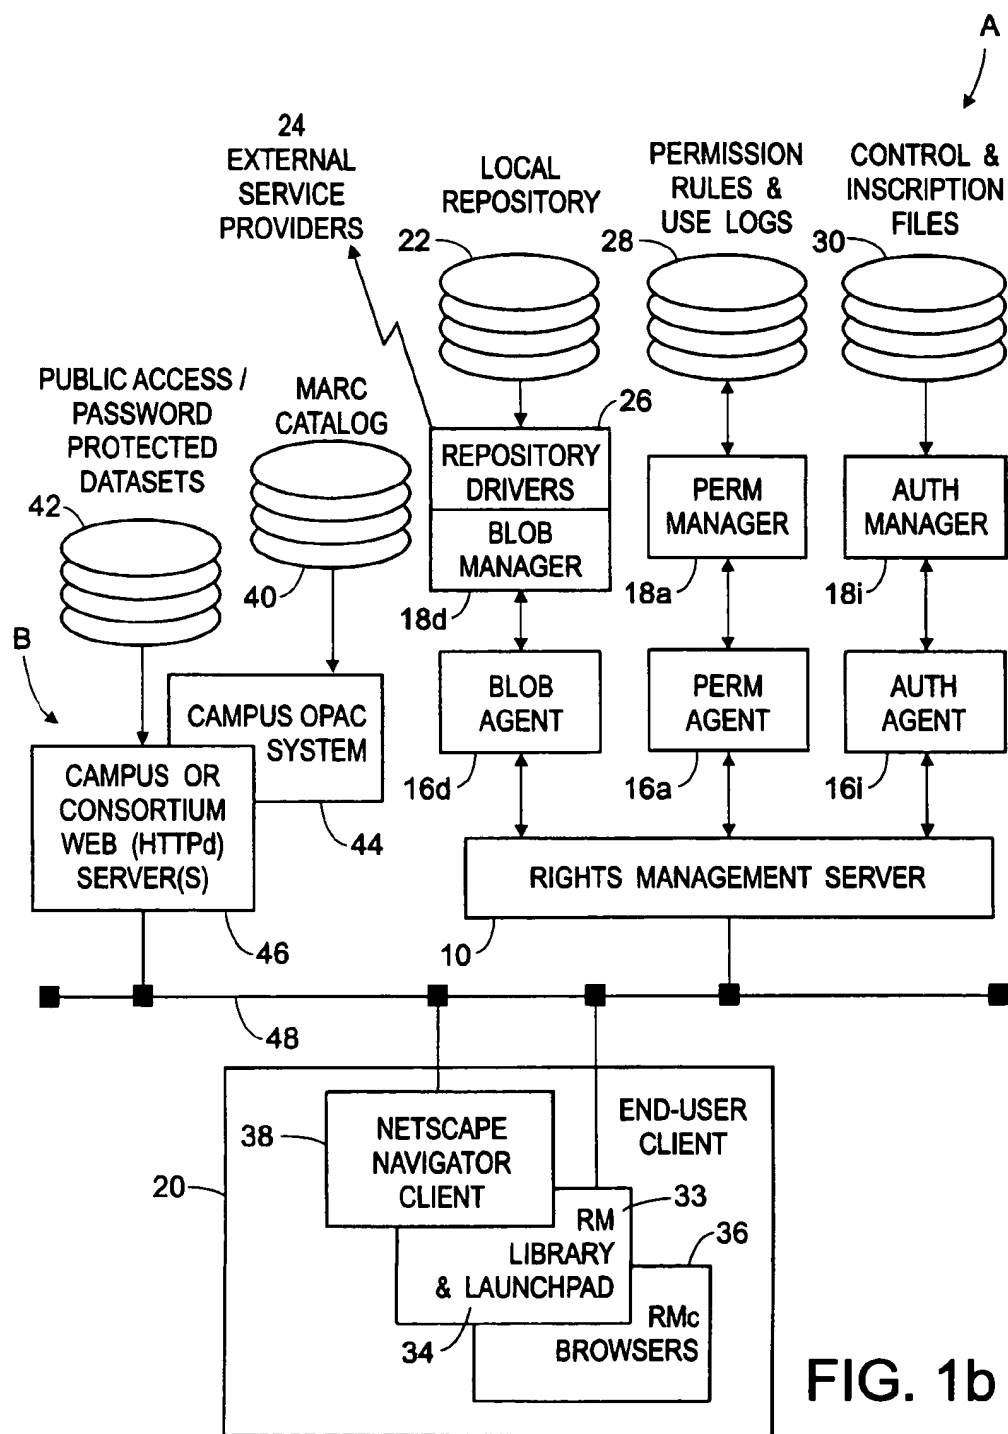 A
24
EXTERNAL
SERVICE
PROVIDERS
LOCAL
REPOSITORY
PERMISSION
RULES &
USE LOGS
CONTROL &
INSCRIPTION
FILES
22
28
30
PUBLIC ACCESS /
PASSWORD
PROTECTED
DATASETS
MARC
CATALOG
26
REPOSITORY
DRIVERS
BLOB
MANAGER
PERM
MANAGER
AUTH
MANAGER
42
40
18d
18a
18i
B
CAMPUS OPAC
SYSTEM
BLOB
AGENT
PERM
AGENT
AUTH
AGENT
CAMPUS OR
CONSORTIUM
WEB (HTTPd)
SERVER(S)
44
16d
16a
16i
RIGHTS MANAGEMENT SERVER
46
10
48
END-USER
CLIENT
38
NETSCAPE
NAVIGATOR
CLIENT
20
33
RM
LIBRARY
& LAUNCHPAD
36
34
RMc
BROWSERS
FIG. 1b